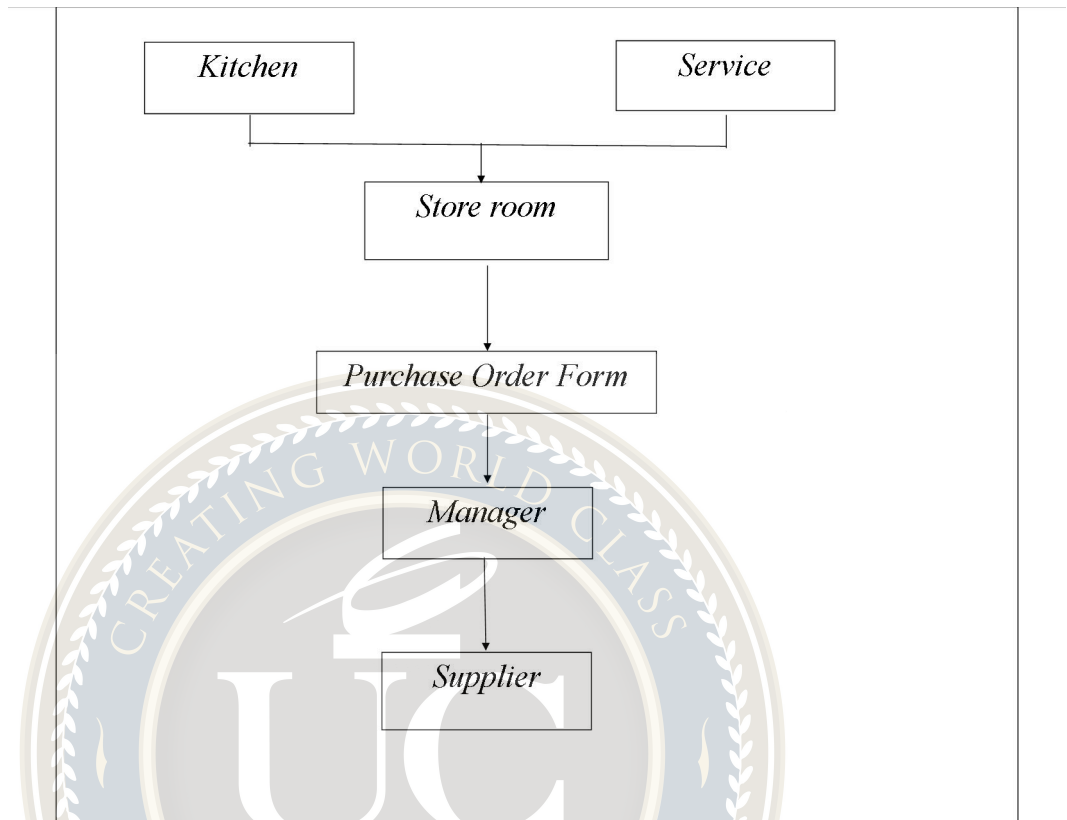 Kitchen
Service
Store room
Purchase Order Form
Manager
Supplier
CREATING WORLD CLASS
UC